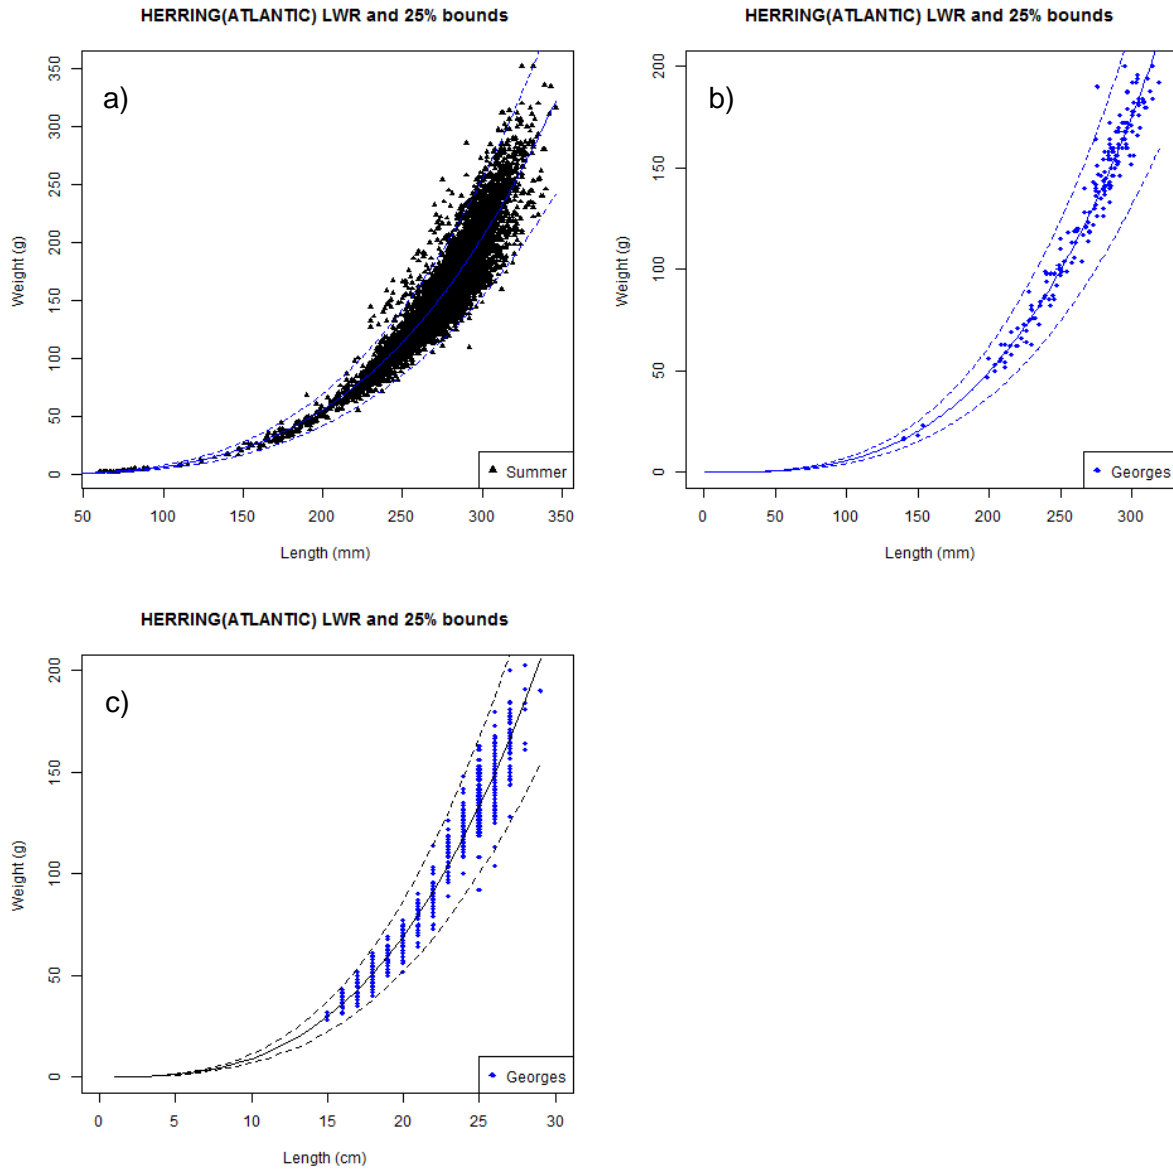 HERRING(ATLANTIC) LWR and 25% bounds
a)
Weight (g)
0
50
100
150
200
250
300
350
Summer
50 100 150 200 250 300 350
Length (mm)
HERRING(ATLANTIC) LWR and 25% bounds
b)
Weight (g)
0
50
100
150
200
Georges
0 50 100 150 200 250 300
Length (mm)
HERRING(ATLANTIC) LWR and 25% bounds
c)
Weight (g)
0
50
100
150
200
Georges
0 5 10 15 20 25 30
Length (cm)